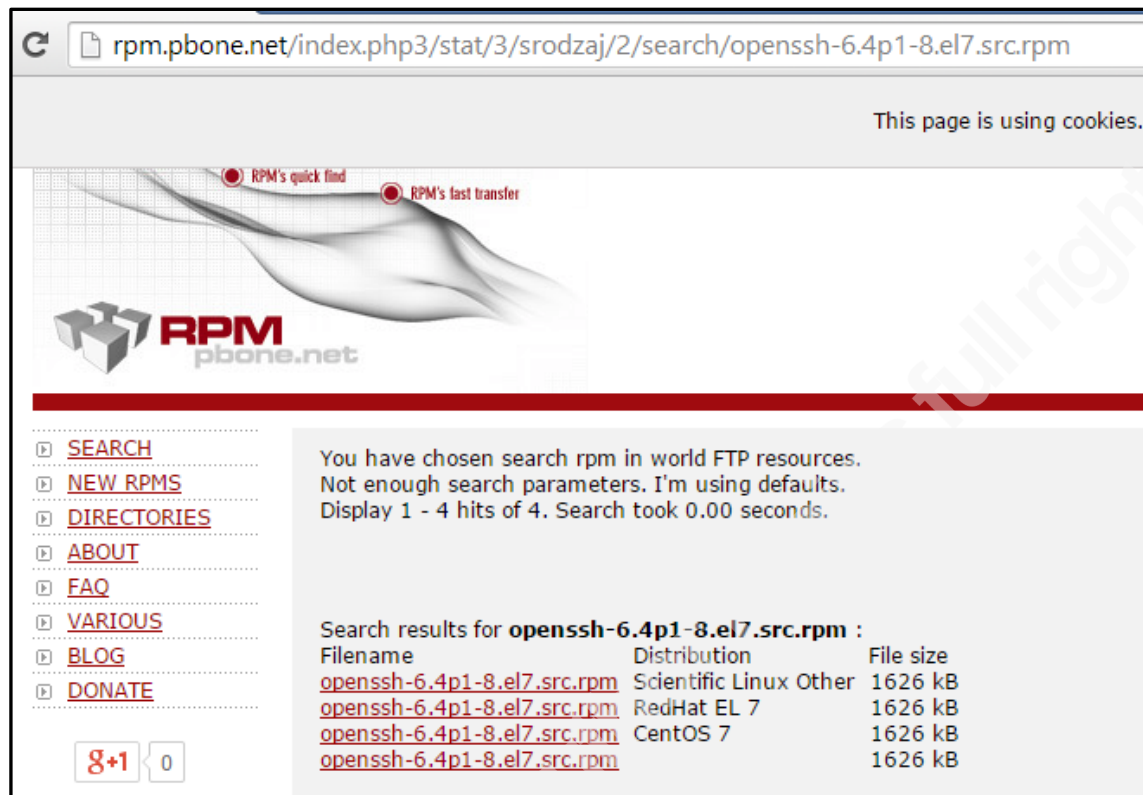 rpm.pbone.net/index.php3/stat/3/srodzaj/2/search/openssh-6.4p1-8.el7.src.rpm
This page is using cookies.
RPM's quick find
RPM's fast transfer
RPM
pbone.net
SEARCH
NEW RPMS
DIRECTORIES
ABOUT
FAQ
VARIOUS
BLOG
DONATE
g+1 0
You have chosen search rpm in world FTP resources.
Not enough search parameters. I'm using defaults.
Display 1 - 4 hits of 4. Search took 0.00 seconds.
Search results for openssh-6.4p1-8.el7.src.rpm :
Filename Distribution File size
openssh-6.4p1-8.el7.src.rpm Scientific Linux Other 1626 kB
openssh-6.4p1-8.el7.src.rpm RedHat EL 7 1626 kB
openssh-6.4p1-8.el7.src.rpm CentOS 7 1626 kB
openssh-6.4p1-8.el7.src.rpm 1626 kB
full